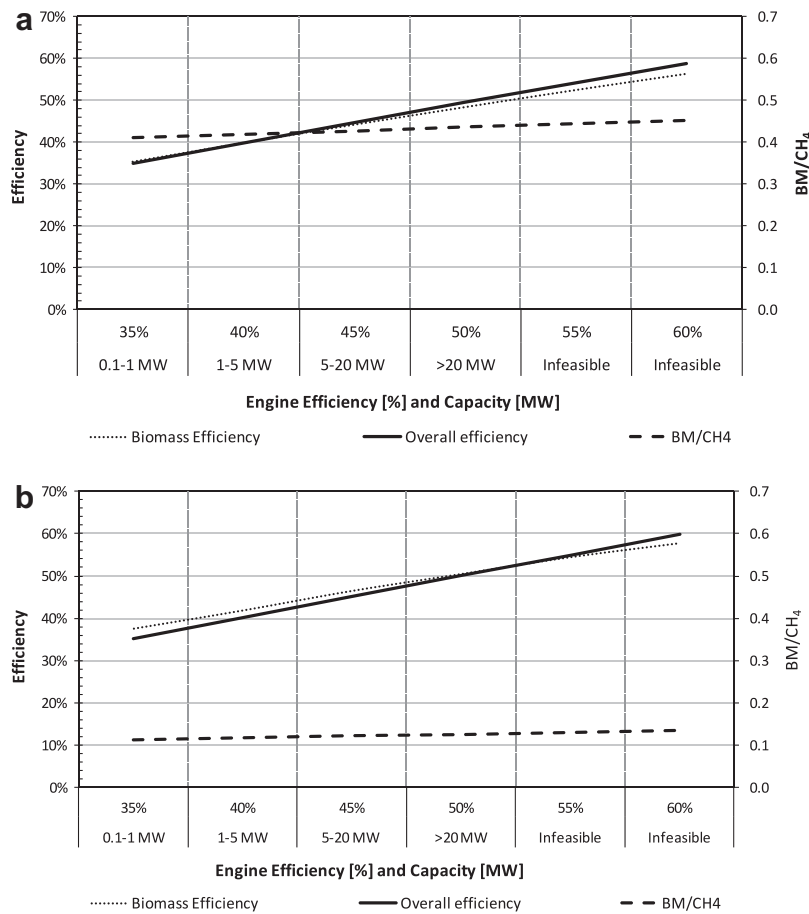 a
70% 0.7
60% 0.6
50% 0.5
40% 0.4
30% 0.3
20% 0.2
10% 0.1
0% 0.0
Efficiency
BM/CH₄
35% 40% 45% 50% 55% 60%
0.1-1 MW 1-5 MW 5-20 MW >20 MW Infeasible Infeasible
Engine Efficiency [%] and Capacity [MW]
Biomass Efficiency Overall efficiency BM/CH4
b
70% 0.7
60% 0.6
50% 0.5
40% 0.4
30% 0.3
20% 0.2
10% 0.1
0% 0.0
Efficiency
BM/CH₄
35% 40% 45% 50% 55% 60%
0.1-1 MW 1-5 MW 5-20 MW >20 MW Infeasible Infeasible
Engine Efficiency [%] and Capacity [MW]
Biomass Efficiency Overall efficiency BM/CH4